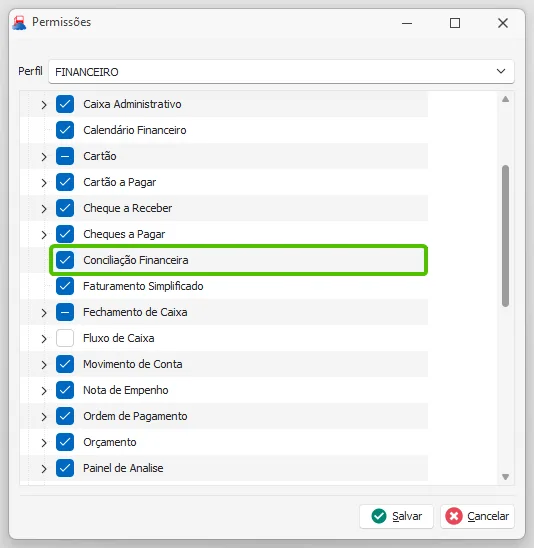 Permissões
Perfil FINANCEIRO
Caixa Administrativo
Calendário Financeiro
Cartão
Cartão a Pagar
Cheque a Receber
Cheques a Pagar
Conciliação Financeira
Faturamento Simplificado
Fechamento de Caixa
Fluxo de Caixa
Movimento de Conta
Nota de Empenho
Ordem de Pagamento
Orçamento
Painel de Analise
Salvar Cancelar